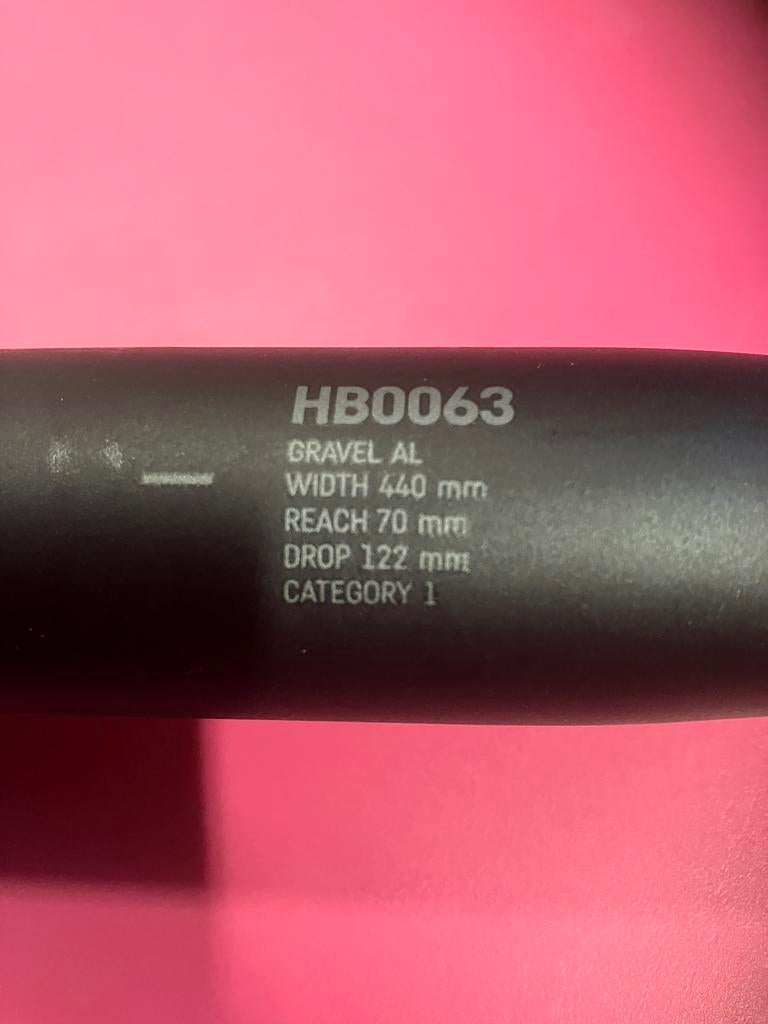 HB0063
GRAVEL AL
WIDTH 440 mm
REACH 70 mm
DROP 122 mm
CATEGORY 1